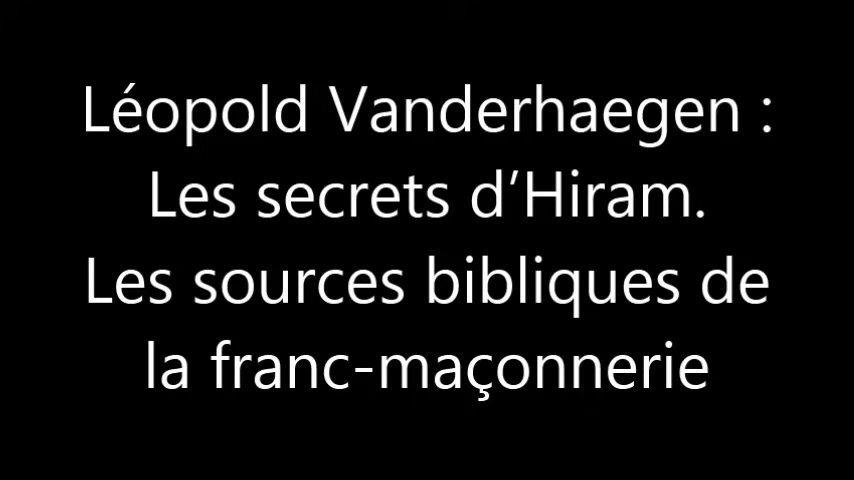 Léopold Vanderhaegen :
Les secrets d’Hiram.
Les sources bibliques de
la franc-maçonnerie